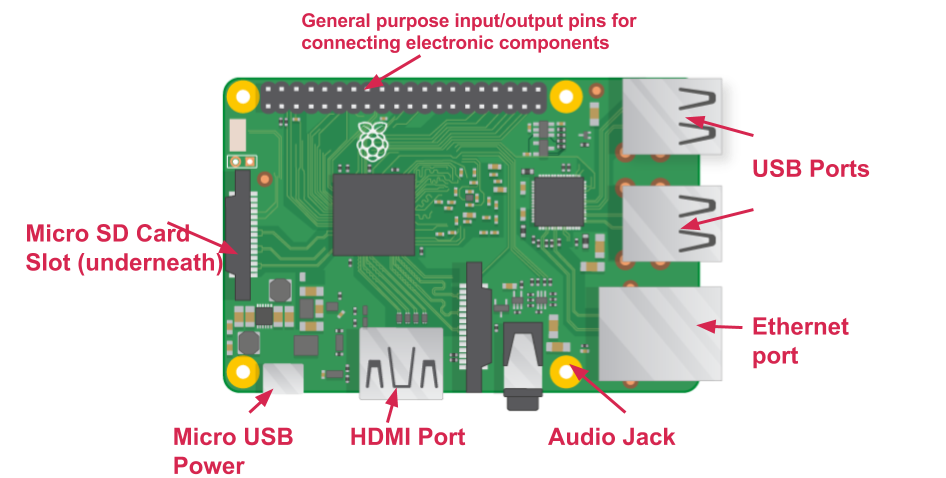 General purpose input/output pins for
connecting electronic components
USB Ports
Micro SD Card
Slot (underneath)
Ethernet
port
Micro USB
Power
HDMI Port
Audio Jack